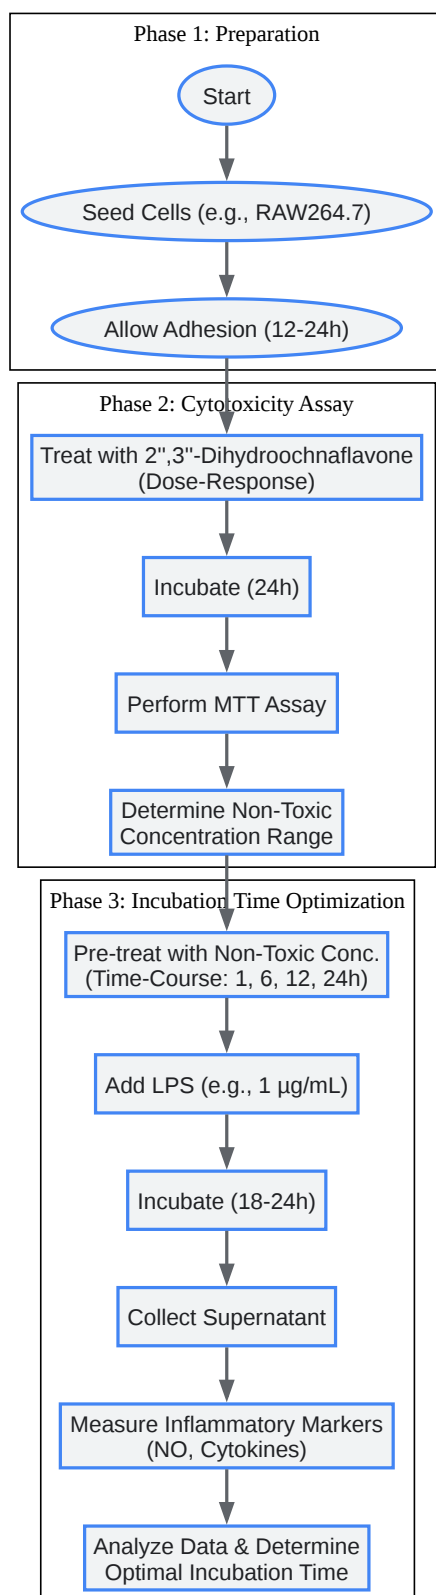 Phase 1: Preparation
Start
Seed Cells (e.g., RAW264.7)
Allow Adhesion (12-24h)
Phase 2: Cytotoxicity Assay
Treat with 2'',3''-Dihydroochnaflavone
(Dose-Response)
Incubate (24h)
Perform MTT Assay
Determine Non-Toxic
Concentration Range
Phase 3: Incubation Time Optimization
Pre-treat with Non-Toxic Conc.
(Time-Course: 1, 6, 12, 24h)
Add LPS (e.g., 1 µg/mL)
Incubate (18-24h)
Collect Supernatant
Measure Inflammatory Markers
(NO, Cytokines)
Analyze Data & Determine
Optimal Incubation Time